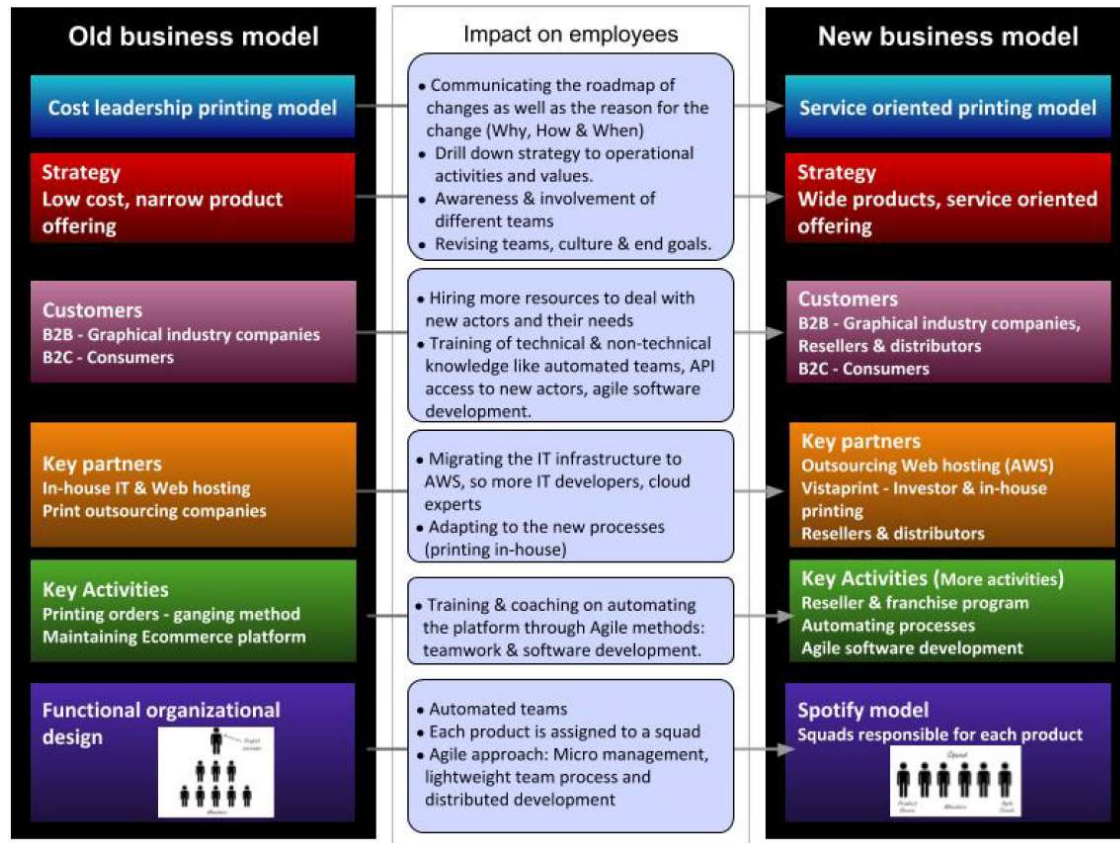 Old business model
Cost leadership printing model
Strategy
Low cost, narrow product
offering
Customers
B2B - Graphical industry companies
B2C - Consumers
Key partners
In-house IT & Web hosting
Print outsourcing companies
Key Activities
Printing orders - ganging method
Maintaining Ecommerce platform
Functional organizational
design
Impact on employees
• Communicating the roadmap of
changes as well as the reason for the
change (Why, How & When)
• Drill down strategy to operational
activities and values.
• Awareness & involvement of
different teams
• Revising teams, culture & end goals.
• Hiring more resources to deal with
new actors and their needs
• Training of technical & non-technical
knowledge like automated teams, API
access to new actors, agile software
development.
• Migrating the IT infrastructure to
AWS, so more IT developers, cloud
experts
• Adapting to the new processes
(printing in-house)
• Training & coaching on automating
the platform through Agile methods:
teamwork & software development.
• Automated teams
• Each product is assigned to a squad
• Agile approach: Micro management,
lightweight team process and
distributed development
New business model
Service oriented printing model
Strategy
Wide products, service oriented
offering
Customers
B2B - Graphical industry companies,
Resellers & distributors
B2C - Consumers
Key partners
Outsourcing Web hosting (AWS)
Vistaprint - Investor & in-house
printing
Resellers & distributors
Key Activities (More activities)
Reseller & franchise program
Automating processes
Agile software development
Spotify model
Squads responsible for each product